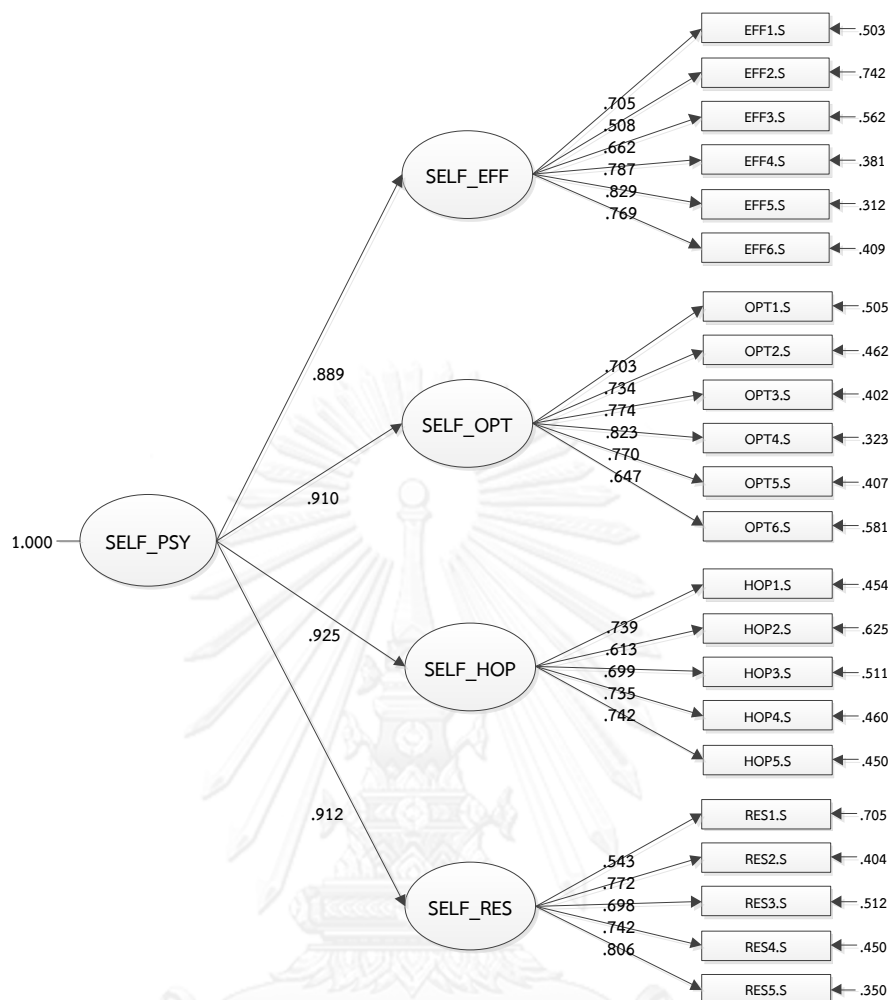 EFF1.S
.503
EFF2.S
.742
.705
.508
EFF3.S
.562
.662
.787
EFF4.S
.381
SELF_EFF
.829
.769
EFF5.S
.312
EFF6.S
.409
OPT1.S
.505
OPT2.S
.462
.889
.703
.734
OPT3.S
.402
.774
SELF_OPT
.823
OPT4.S
.323
.770
.647
OPT5.S
.407
.910
OPT6.S
.581
1.000
SELF_PSY
HOP1.S
.454
.925
.739
HOP2.S
.625
.613
SELF_HOP
.699
HOP3.S
.511
.735
.742
HOP4.S
.460
HOP5.S
.450
.912
RES1.S
.705
.543
RES2.S
.404
.772
.698
RES3.S
.512
SELF_RES
.742
.806
RES4.S
.450
RES5.S
.350